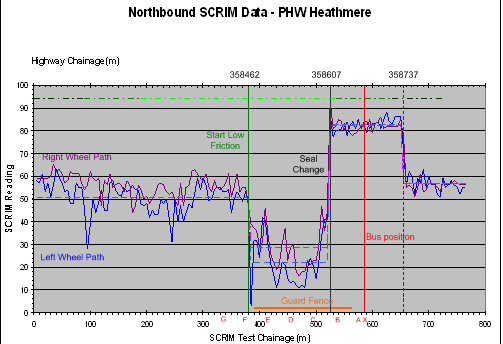 Northbound SCRIM Data - PHW Heathmere
Highway Chainage(m)
358462 358607 358737
100
90
80
70
60
50
40
30
20
10
0
SCRIM Reading
Start Low
Friction
Seal
Change
Right Wheel Path
Left Wheel Path
Bus position
Guard Fence
G F E D C B A X
0 100 200 300 400 500 600 700 800
SCRIM Test Chainage(m)